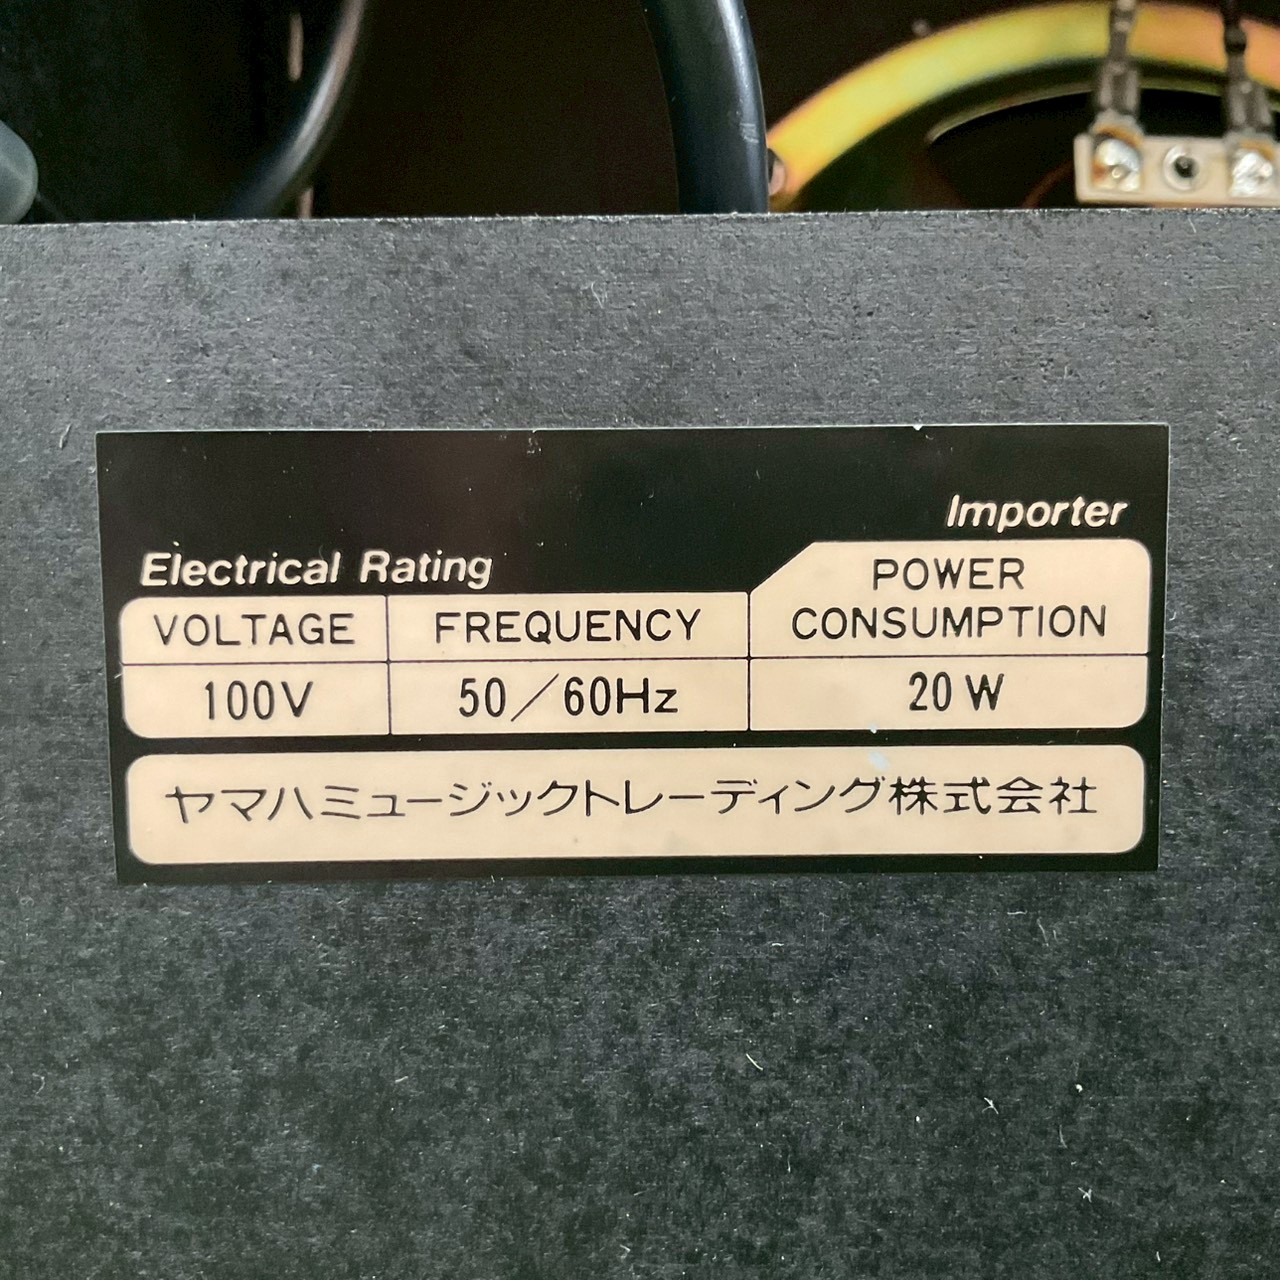 Importer
Electrical Rating
VOLTAGE FREQUENCY POWER CONSUMPTION
100V 50/60Hz 20W
ヤマハミュージックトレーディング株式会社